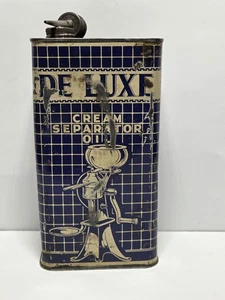 DE LUXE
CREAM
SEPARATOR
OIL